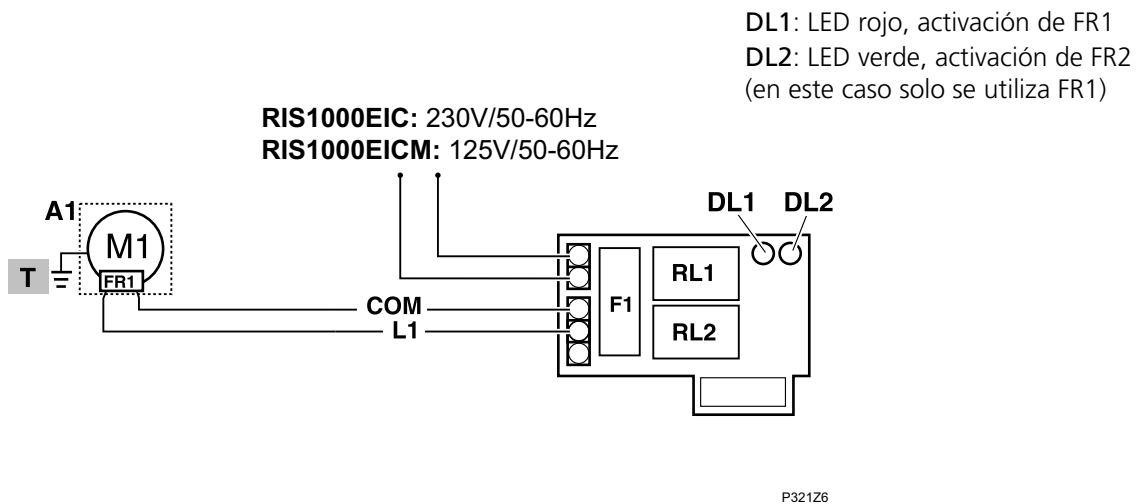 DL1: LED rojo, activación de FR1
DL2: LED verde, activación de FR2
(en este caso solo se utiliza FR1)
RIS1000EIC: 230V/50-60Hz
RIS1000EICM: 125V/50-60Hz
DL1 DL2
A1
M1
T
FR1
RL1
F1
COM
L1
RL2
P321Z6